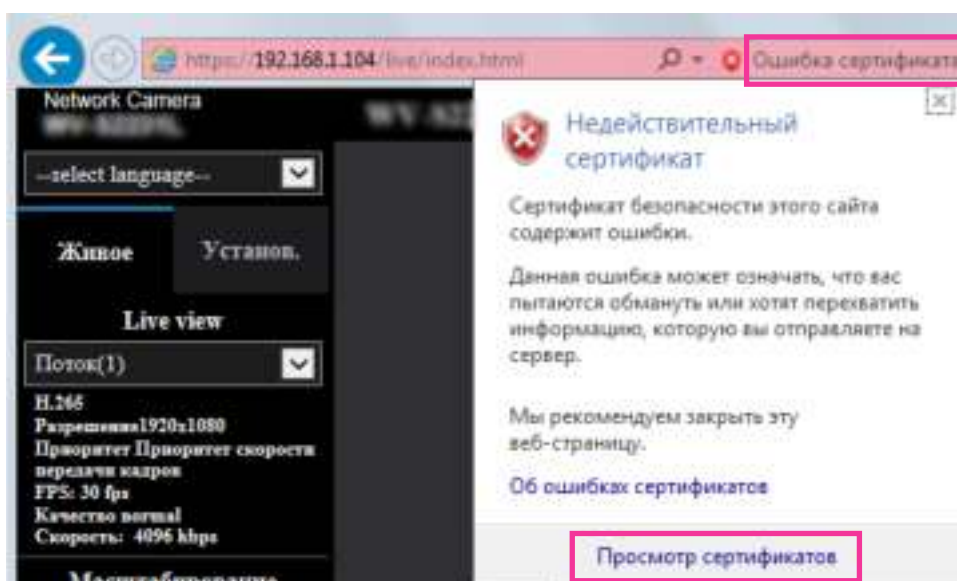 https://192.168.1.104/live/index.html
Ошибка сертификата
Network Camera
--select language--
Живое
Установ.
Live view
Поток(1)
H.265
Разрешение1920x1080
Приоритет Приоритет скорости
передачи кадров
FPS: 30 fps
Качество normal
Скорость: 4096 kbps
Масштабирование
Недействительный
сертификат
Сертификат безопасности этого сайта
содержит ошибки.
Данная ошибка может означать, что вас
пытаются обмануть или хотят перехватить
информацию, которую вы отправляете на
сервер.
Мы рекомендуем закрыть эту
веб-страницу.
Об ошибках сертификатов
Просмотр сертификатов